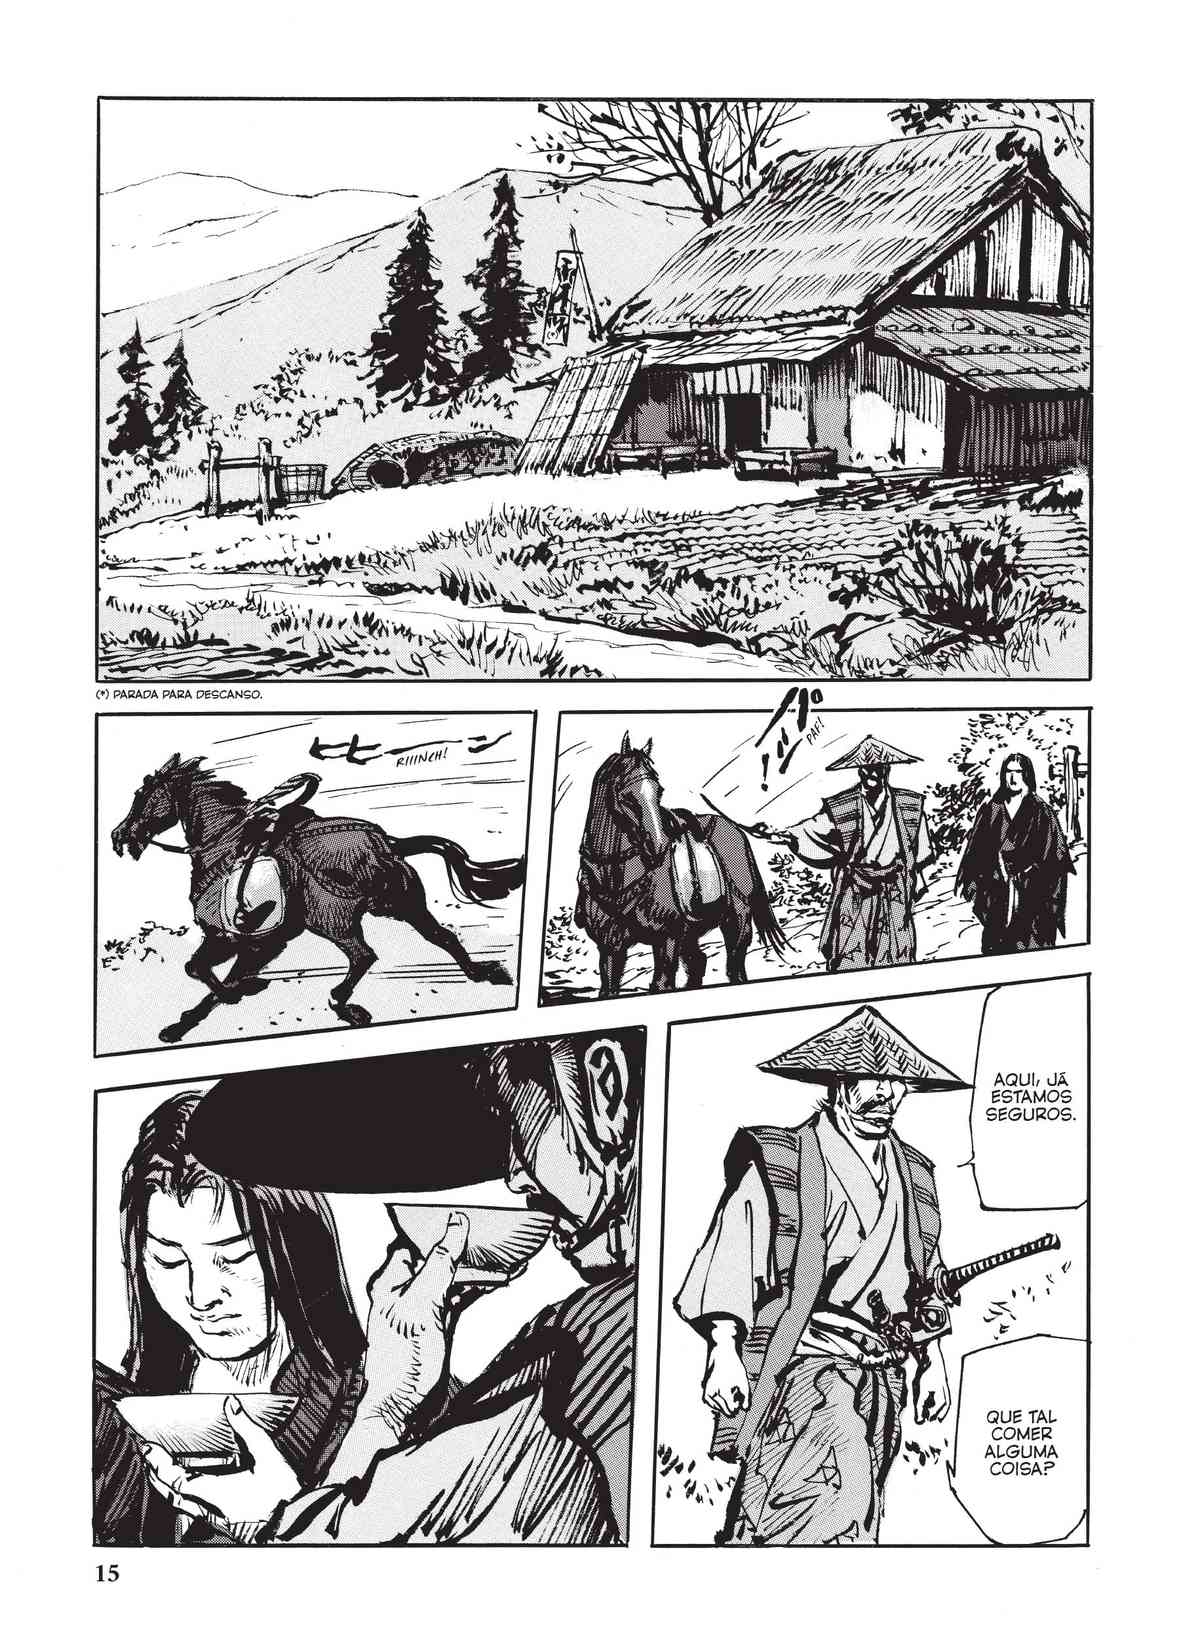 (*) PARADA PARA DESCANSO.
ヒヒーン
RIIINCH!
PAF!
AQUI, JÁ
ESTAMOS
SEGUROS.
QUE TAL
COMER
ALGUMA
COISA?
15